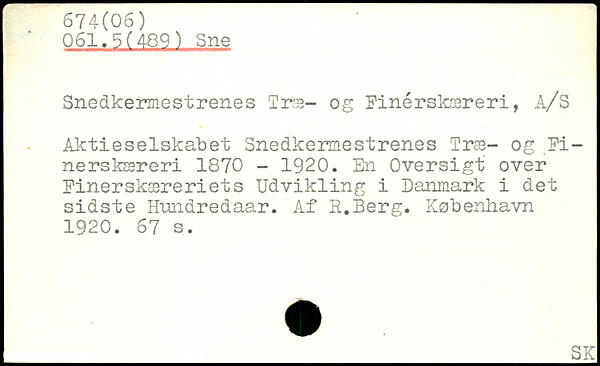 674(06)
061.5(489) Sne
Snedkermestrenes Træ- og Finérskæreri, A/S
Aktieselskabet Snedkermestrenes Træ- og Fi-
nerskæreri 1870 - 1920. En Oversigt over
Finerskæreriets Udvikling i Danmark i det
sidste Hundredaar. Af R.Berg. København
1920. 67 s.
SK